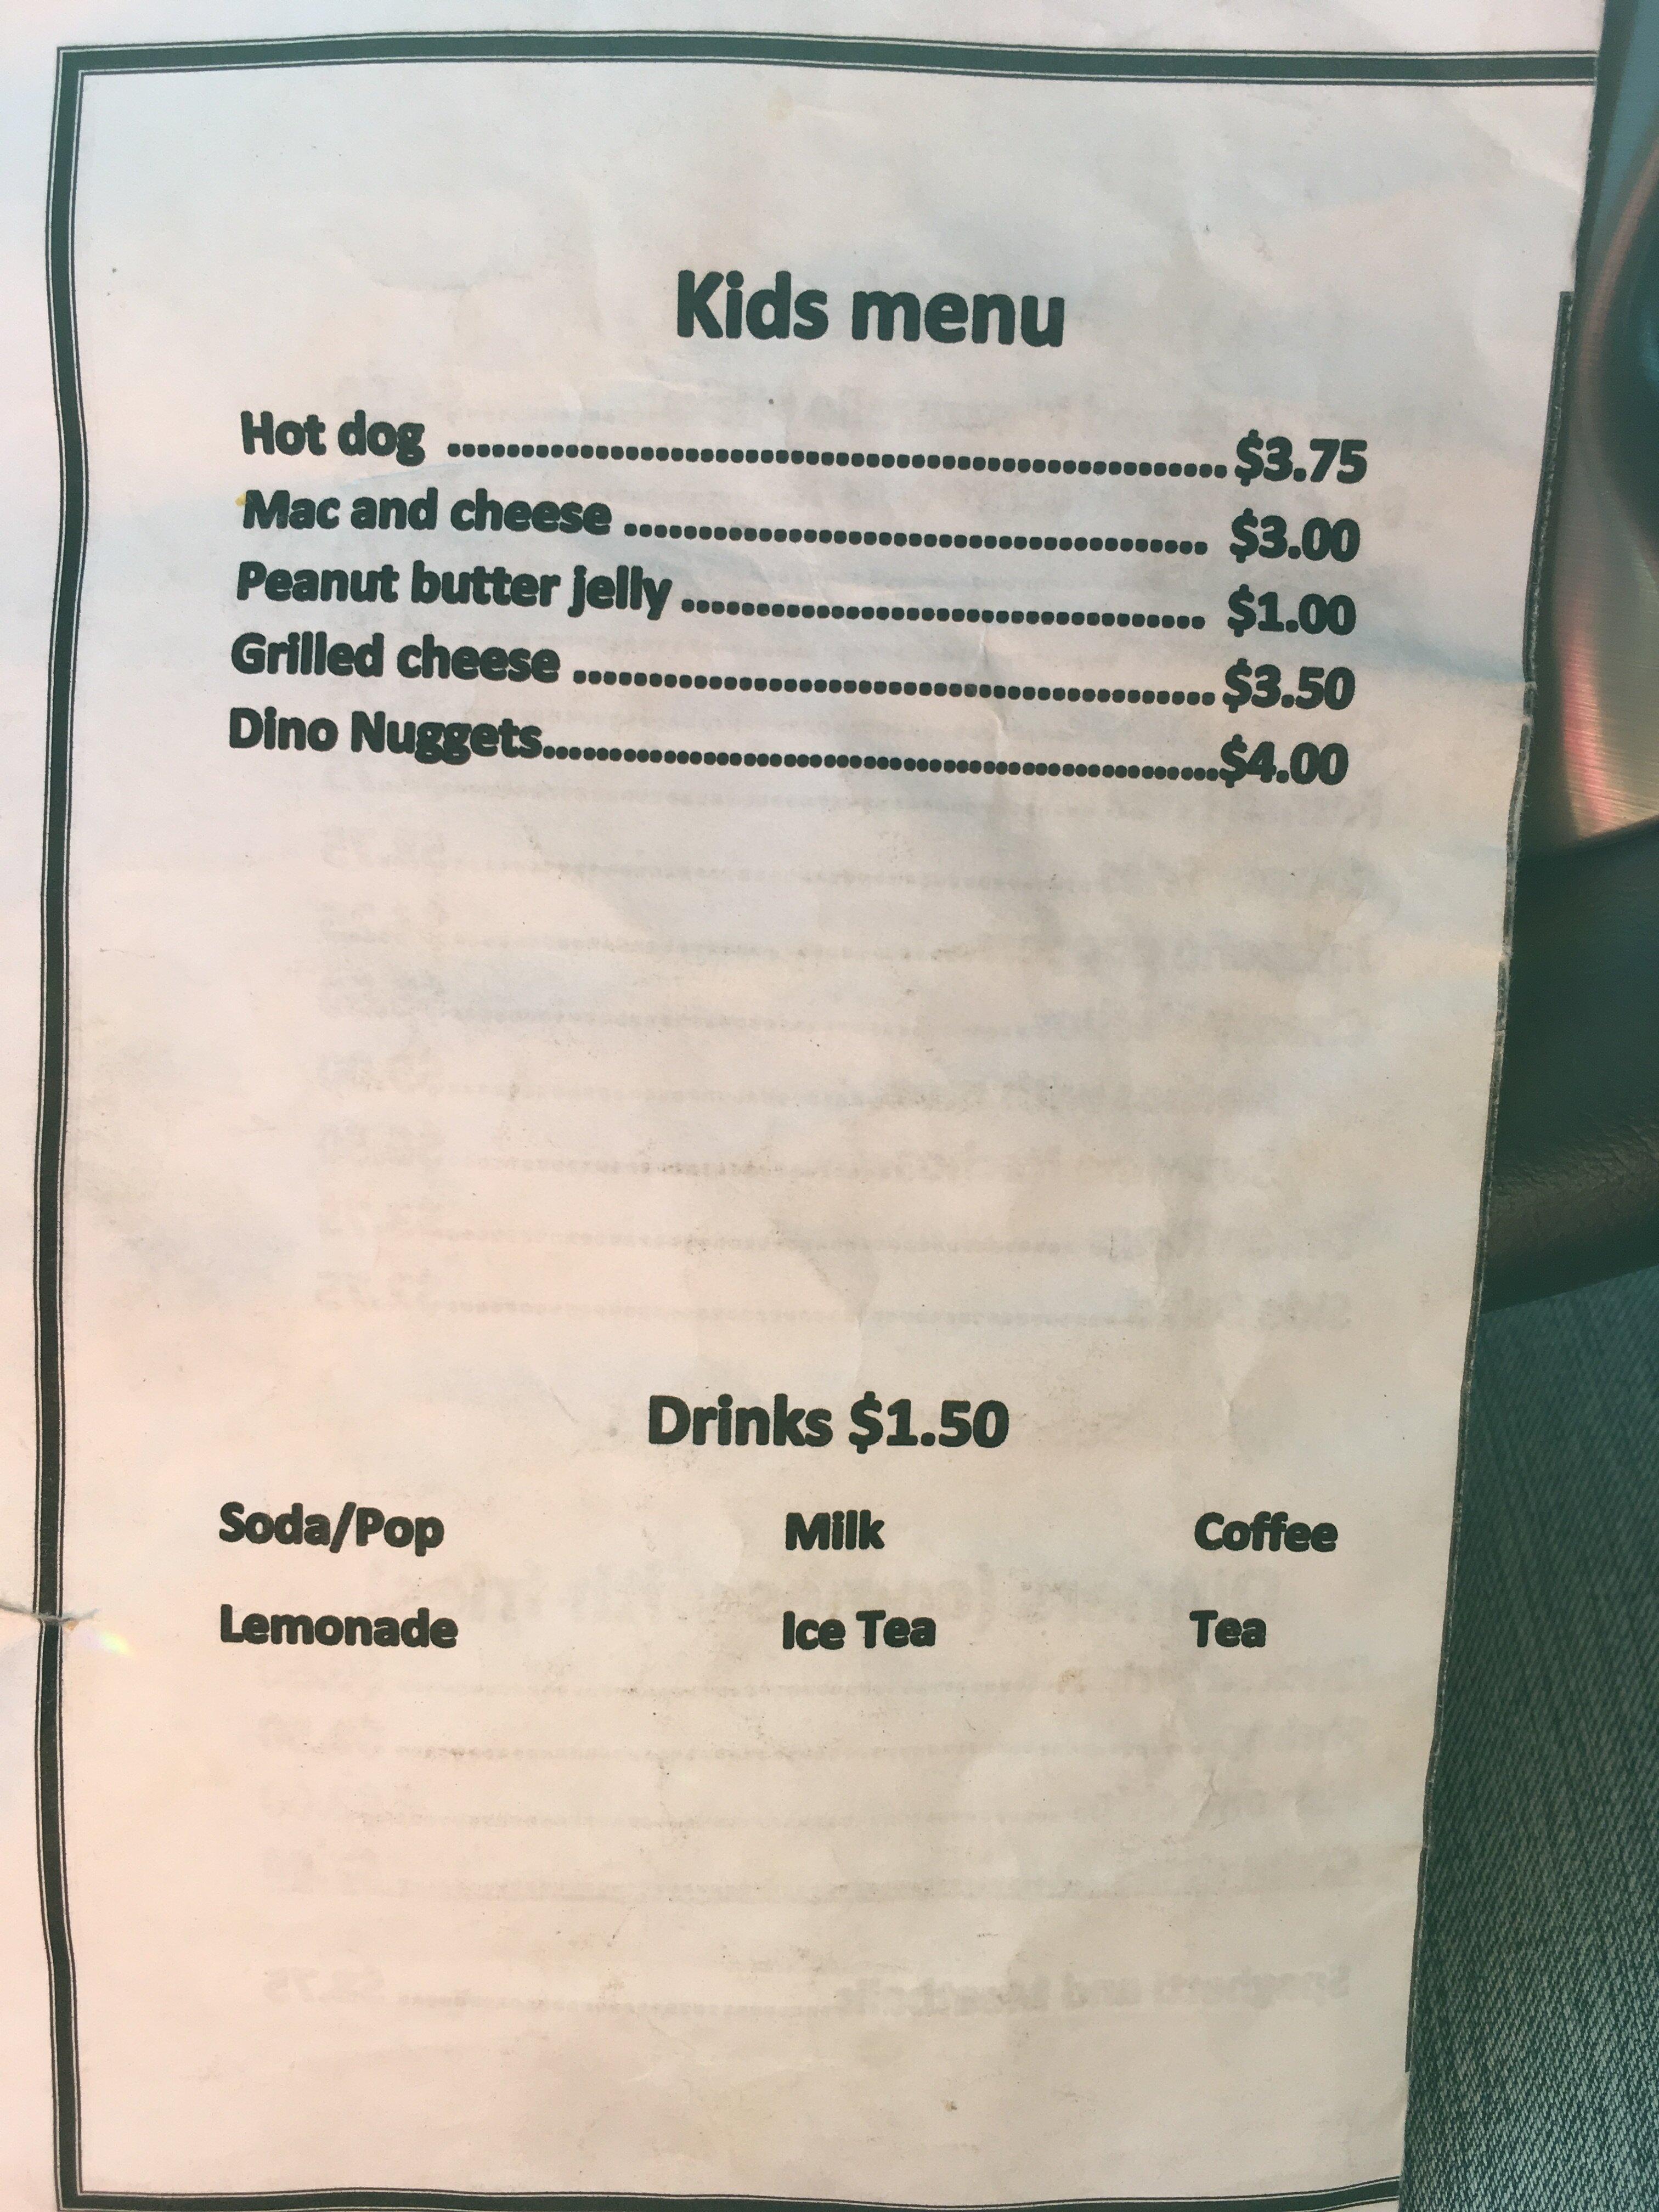 Kids menu
Hot dog ........................................................ $3.75
Mac and cheese .......................................... $3.00
Peanut butter jelly ...................................... $1.00
Grilled cheese .............................................. $3.50
Dino Nuggets..................................................$4.00
Drinks $1.50
Soda/Pop Milk Coffee
Lemonade Ice Tea Tea